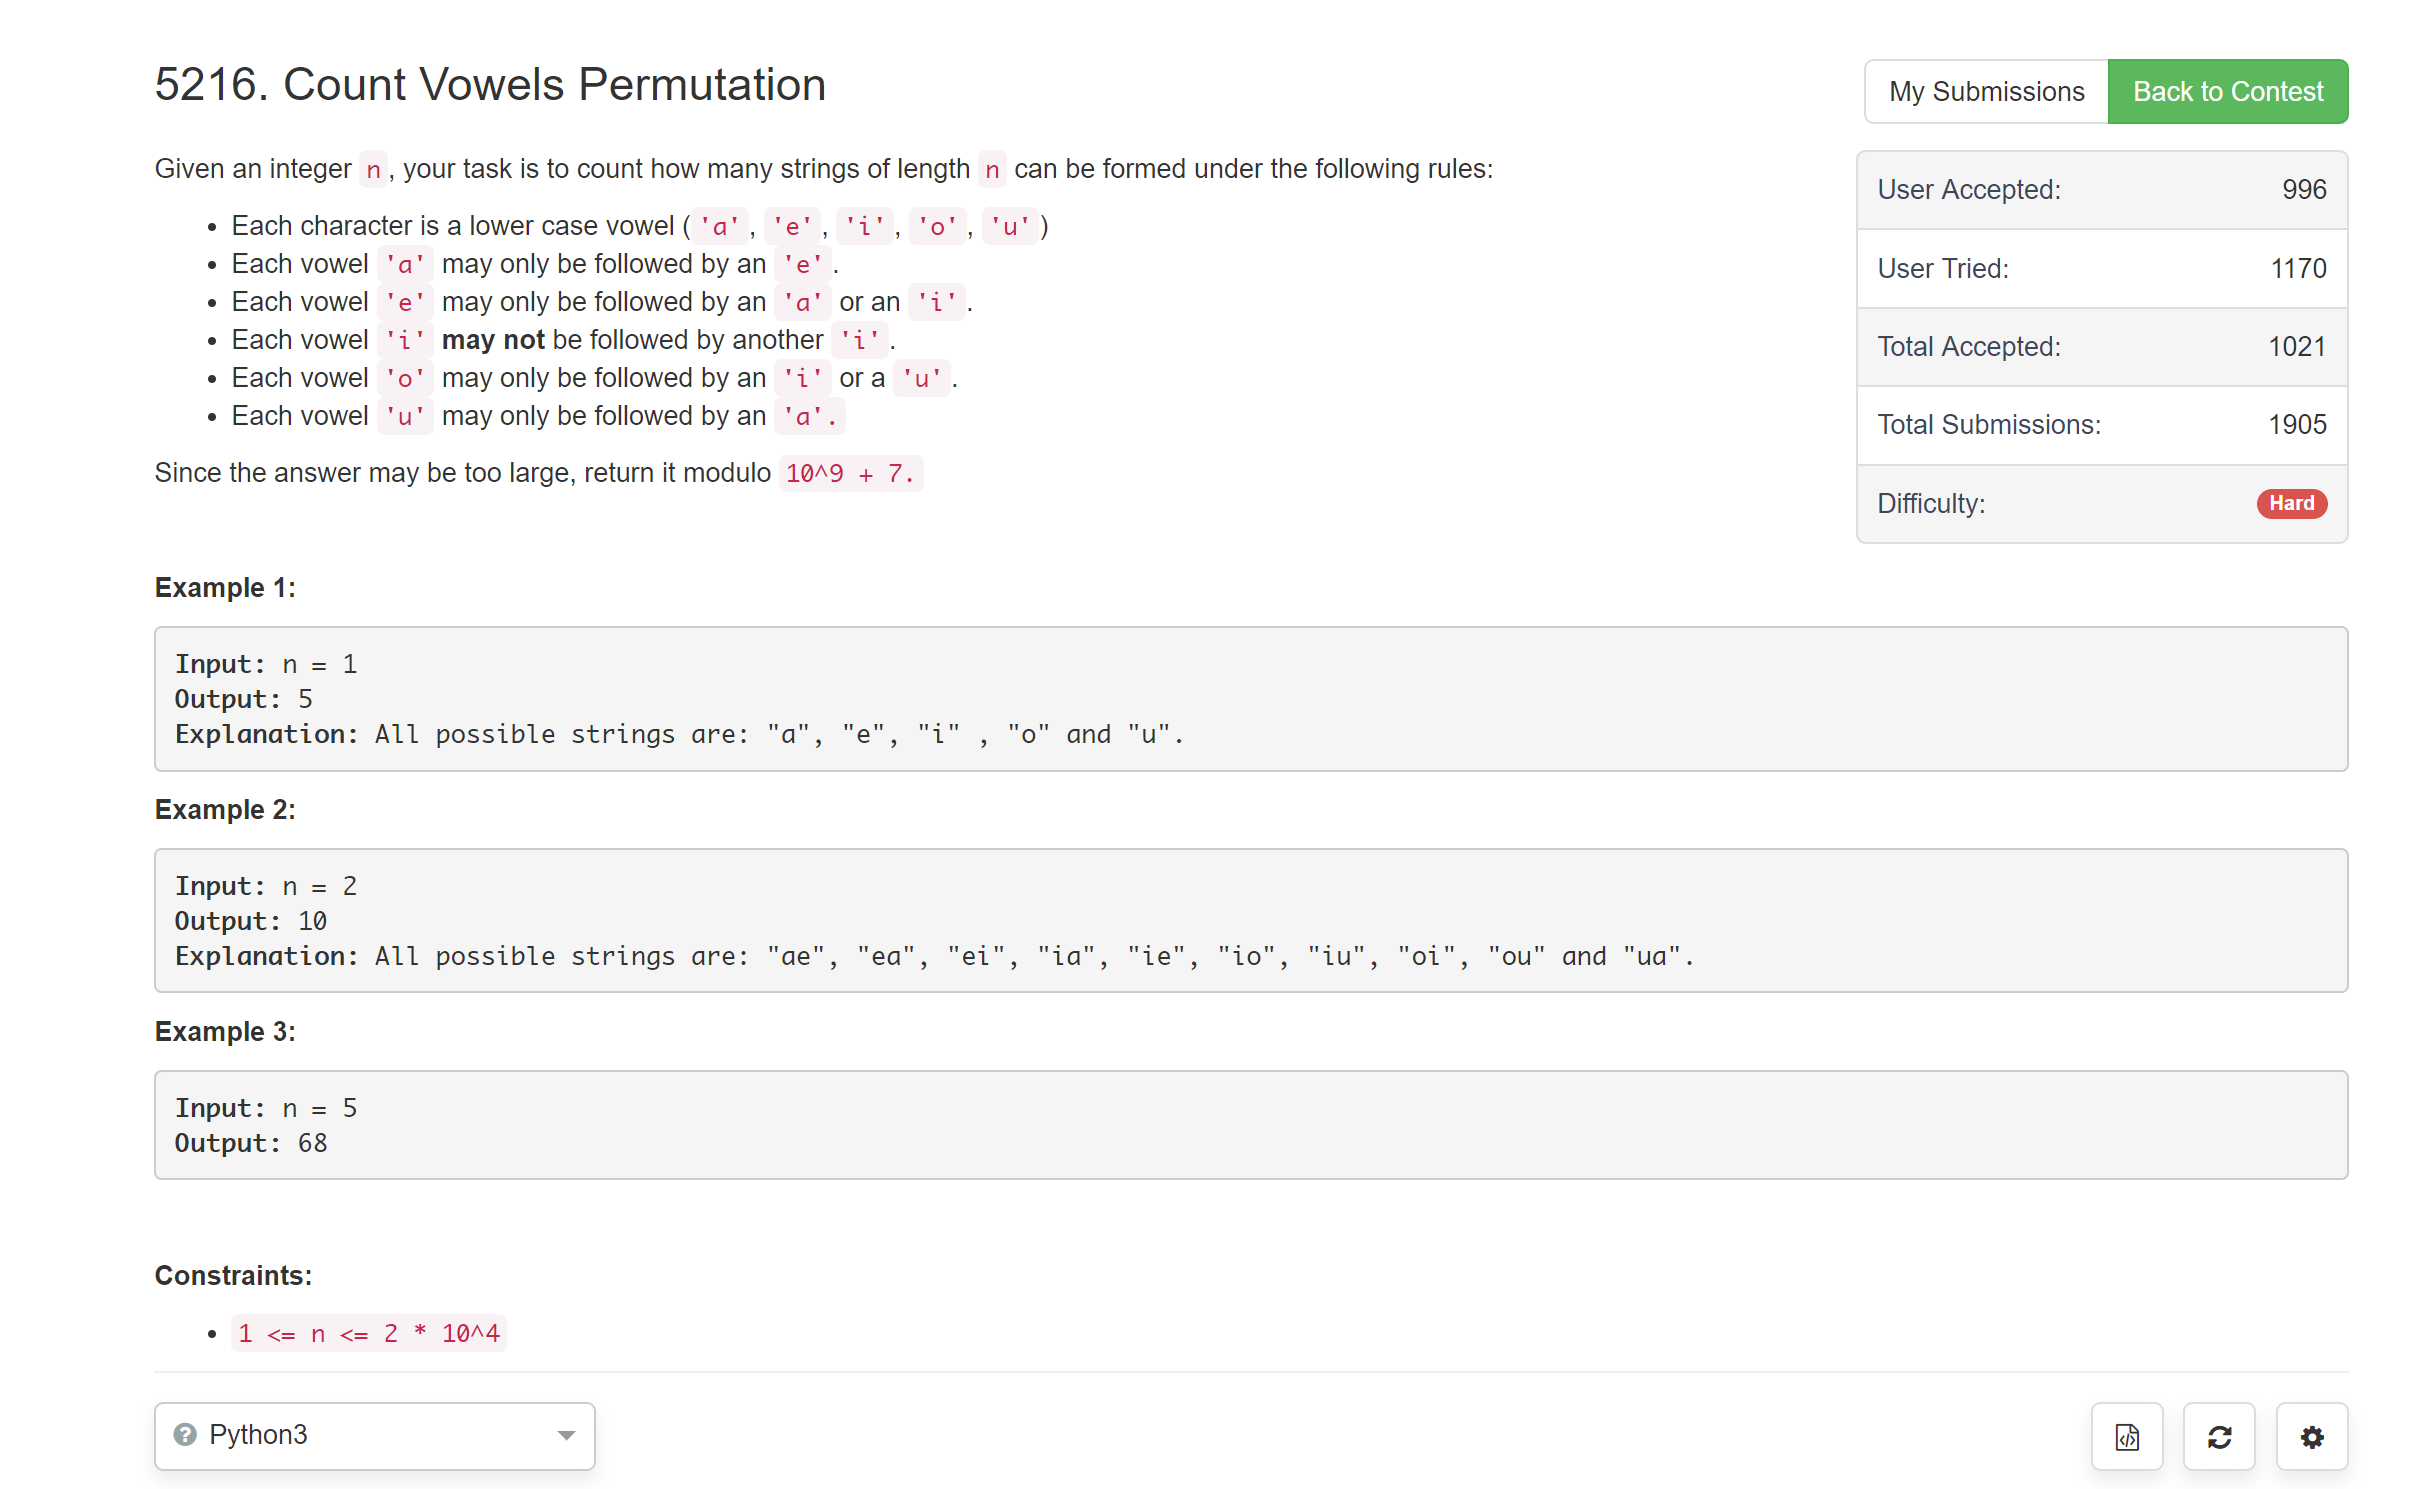 5216. Count Vowels Permutation
My Submissions
Back to Contest
Given an integer n, your task is to count how many strings of length n can be formed under the following rules:
• Each character is a lower case vowel ('a', 'e', 'i', 'o', 'u')
• Each vowel 'a' may only be followed by an 'e'.
• Each vowel 'e' may only be followed by an 'a' or an 'i'.
• Each vowel 'i' may not be followed by another 'i'.
• Each vowel 'o' may only be followed by an 'i' or a 'u'.
• Each vowel 'u' may only be followed by an 'a'.
Since the answer may be too large, return it modulo 10^9 + 7.
User Accepted: 996
User Tried: 1170
Total Accepted: 1021
Total Submissions: 1905
Difficulty: Hard
Example 1:
Input: n = 1
Output: 5
Explanation: All possible strings are: "a", "e", "i" , "o" and "u".
Example 2:
Input: n = 2
Output: 10
Explanation: All possible strings are: "ae", "ea", "ei", "ia", "ie", "io", "iu", "oi", "ou" and "ua".
Example 3:
Input: n = 5
Output: 68
Constraints:
• 1 <= n <= 2 * 10^4
Python3